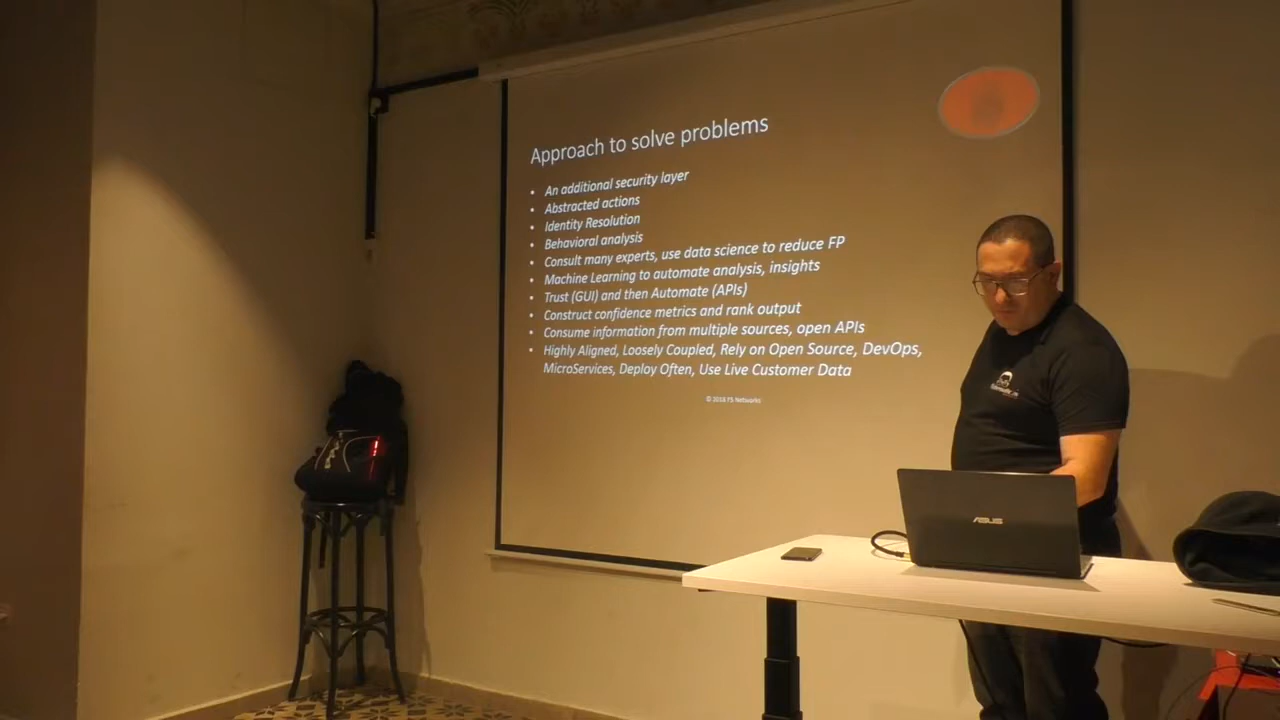 Approach to solve problems
• An additional security layer
• Abstracted actions
• Identity Resolution
• Behavioral analysis
• Consult many experts, use data science to reduce FP
• Machine Learning to automate analysis, insights
• Trust (GUI) and then Automate (APIs)
• Construct confidence metrics and rank output
• Consume information from multiple sources, open APIs
• Highly Aligned, Loosely Coupled, Rely on Open Source, DevOps,
MicroServices, Deploy Often, Use Live Customer Data
© 2018 F5 Networks
ASUS